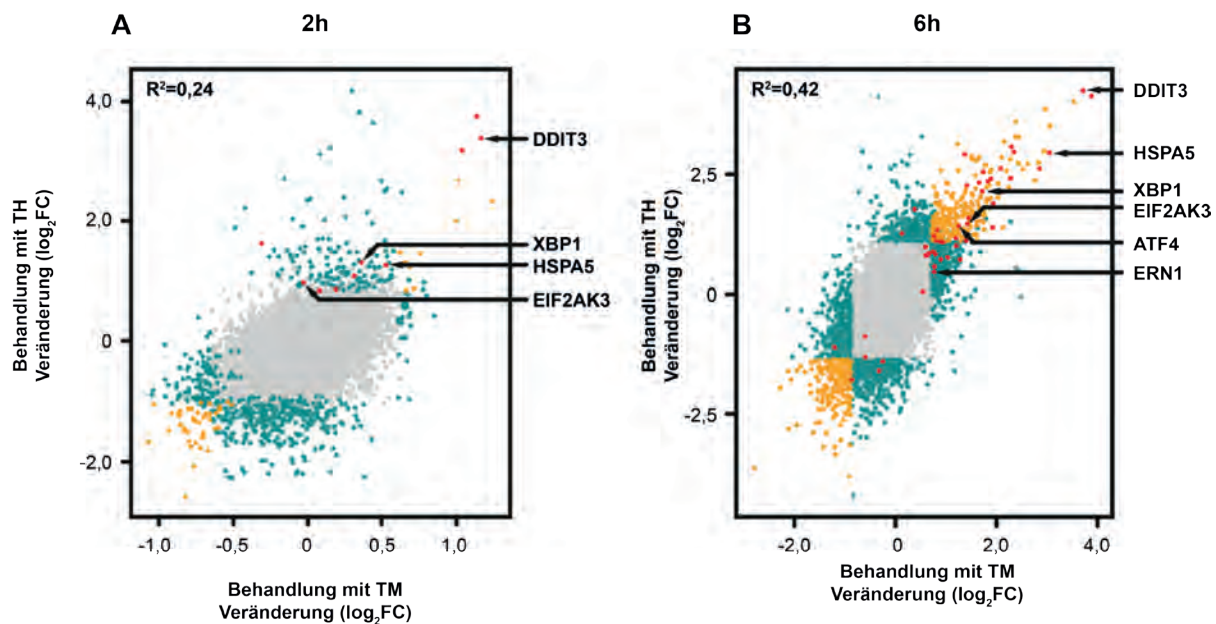 A
2h
R²=0,24
4,0
2,0
0
-2,0
-1,0
-0,5
0
0,5
1,0
Behandlung mit TH
Veränderung (log₂FC)
Behandlung mit TM
Veränderung (log₂FC)
DDIT3
XBP1
HSPA5
EIF2AK3
B
6h
R²=0,42
2,5
0
-2,5
-2,0
0
2,0
4,0
Behandlung mit TH
Veränderung (log₂FC)
Behandlung mit TM
Veränderung (log₂FC)
DDIT3
HSPA5
XBP1
EIF2AK3
ATF4
ERN1